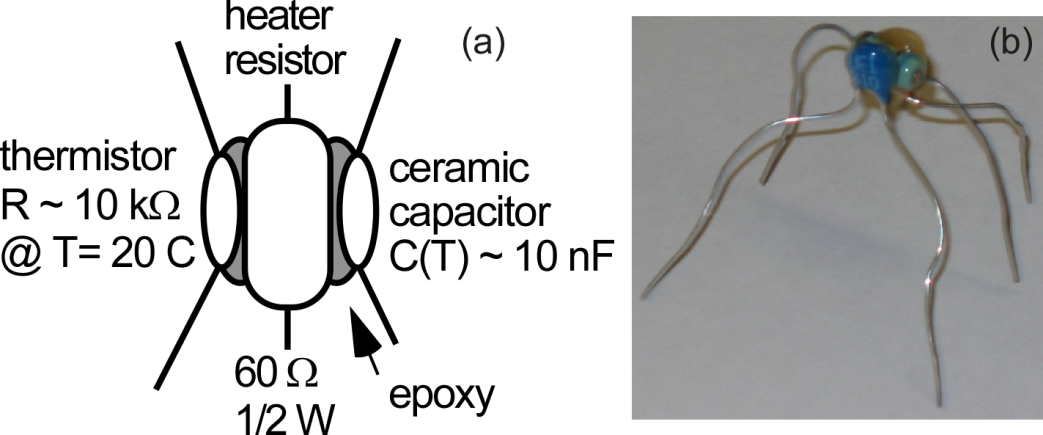 heater
resistor
(a)
(b)
thermistor
R ~ 10 kΩ
@ T= 20 C
ceramic
capacitor
C(T) ~ 10 nF
60 Ω
1/2 W
epoxy